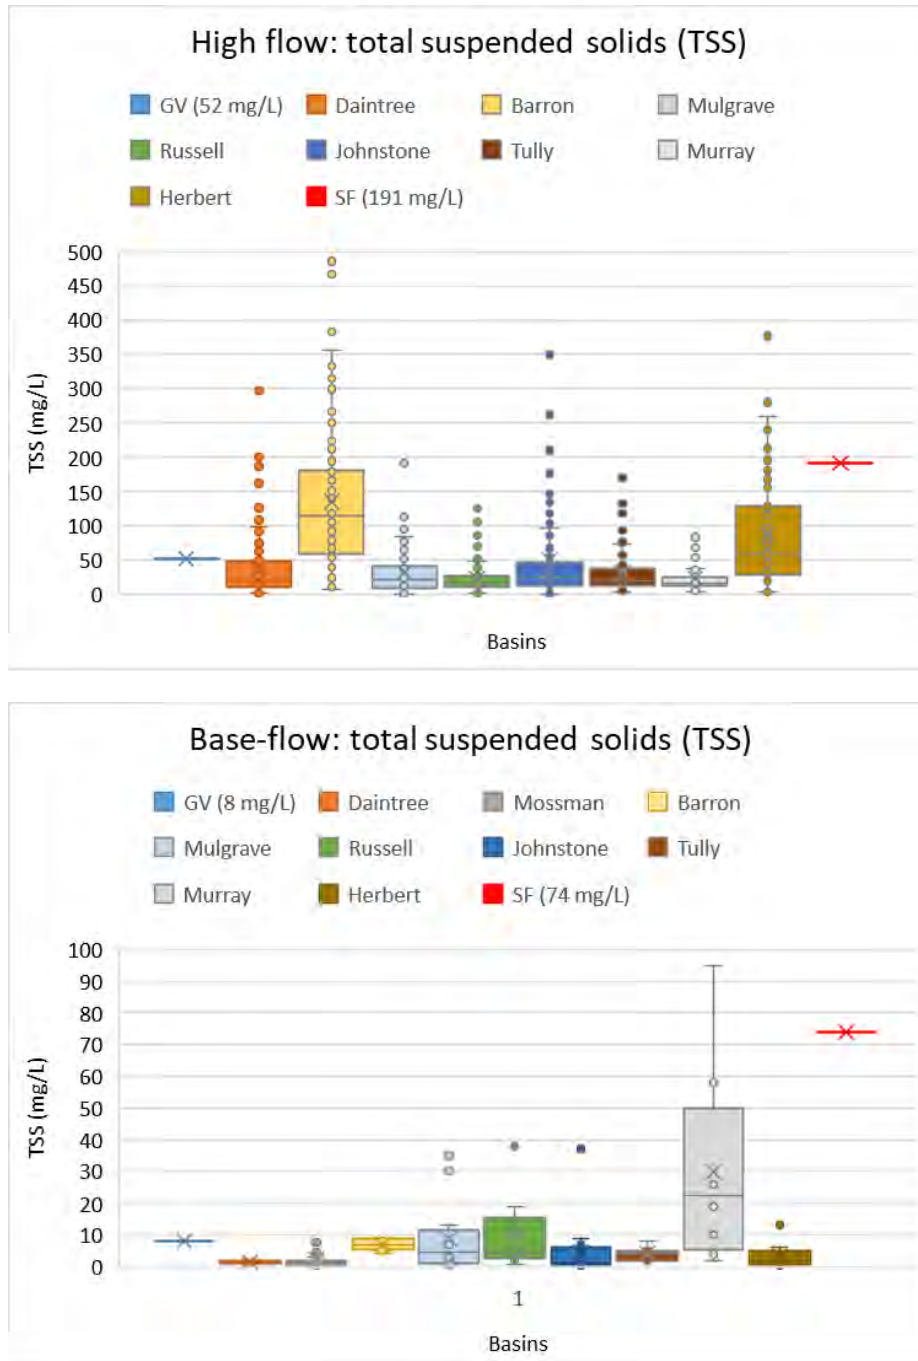 High flow: total suspended solids (TSS)
GV (52 mg/L) Daintree Barron Mulgrave
Russell Johnstone Tully Murray
Herbert SF (191 mg/L)
500
450
400
350
300
250
200
150
100
50
0
TSS (mg/L)
Basins
Base-flow: total suspended solids (TSS)
GV (8 mg/L) Daintree Mossman Barron
Mulgrave Russell Johnstone Tully
Murray Herbert SF (74 mg/L)
100
90
80
70
60
50
40
30
20
10
0
TSS (mg/L)
1
Basins